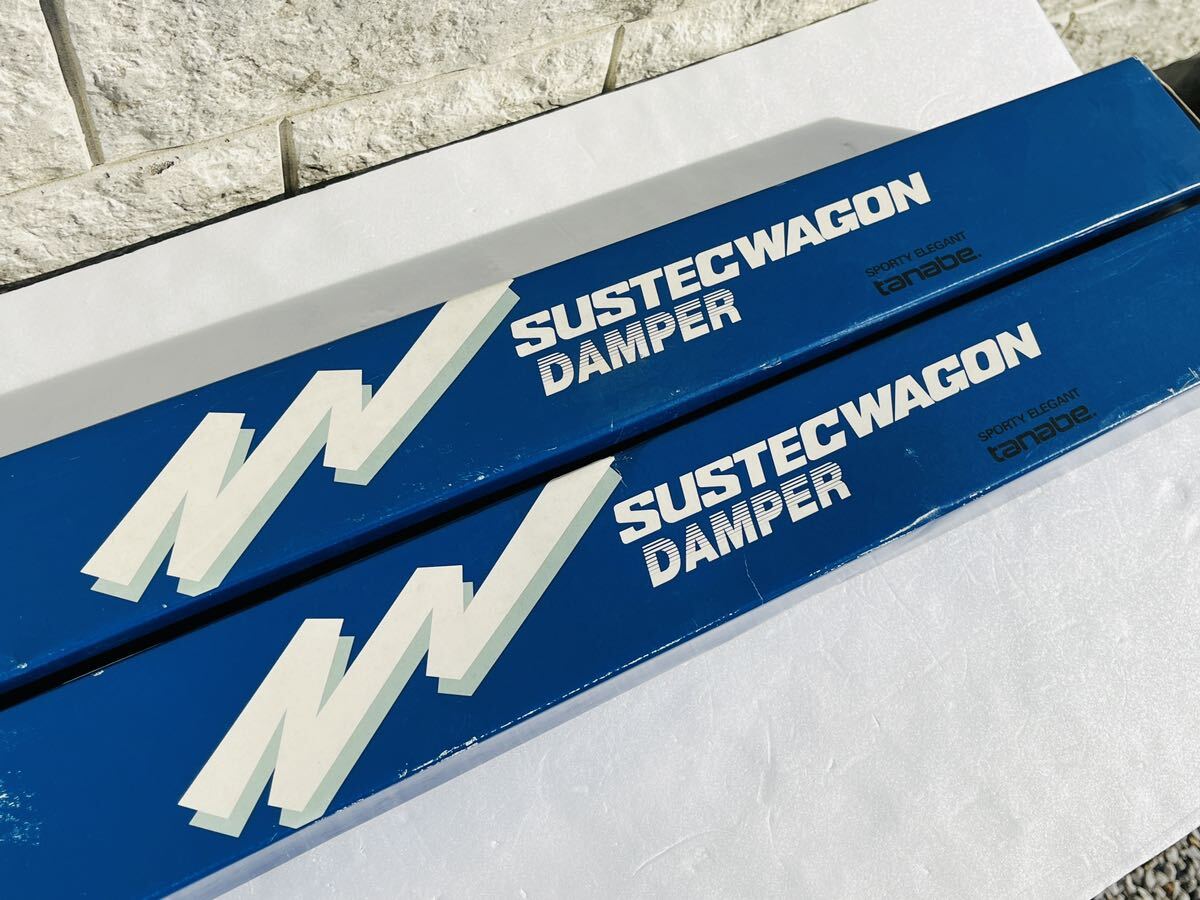 SUSTEC WAGON
DAMPER
SPORTY ELEGANT
tanabe.
SUSTEC WAGON
DAMPER
SPORTY ELEGANT
tanabe.